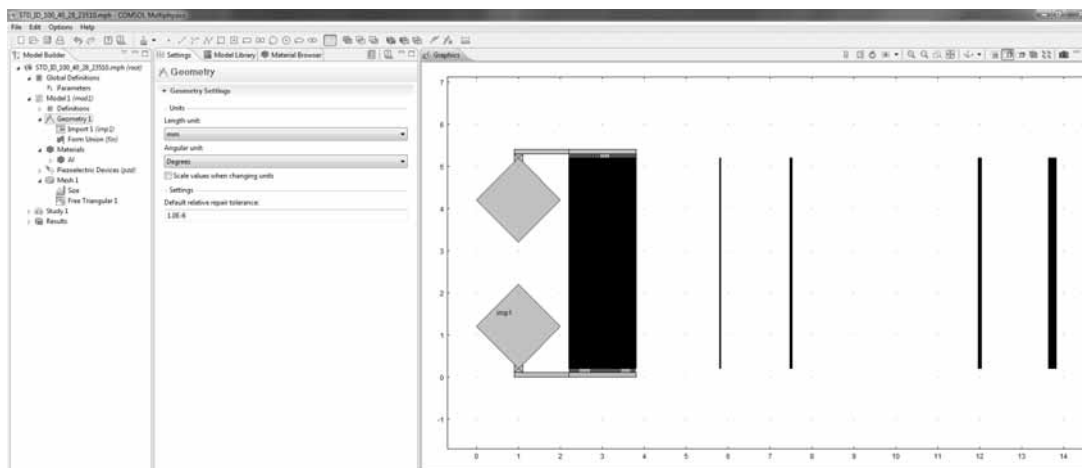 STD_ID_100_40_28_23510.mph - COMSOL Multiphysics
File Edit Options Help
Model Builder
Settings Model Library Material Browser
Graphics
STD_ID_100_40_28_23510.mph (root)
Global Definitions
Parameters
Model 1 (mod1)
Definitions
Geometry 1
Import 1 (imp1)
Form Union (fin)
Materials
Al
Piezoelectric Devices (pzd)
Mesh 1
Size
Free Triangular 1
Study 1
Results
Geometry
Geometry Settings
Units
Length unit:
mm
Angular unit:
Degrees
Scale values when changing units
Settings
Default relative repair tolerance:
1.0E-6
7
6
5
4
3
2
1
0
-1
imp1
0 1 2 3 4 5 6 7 8 9 10 11 12 13 14